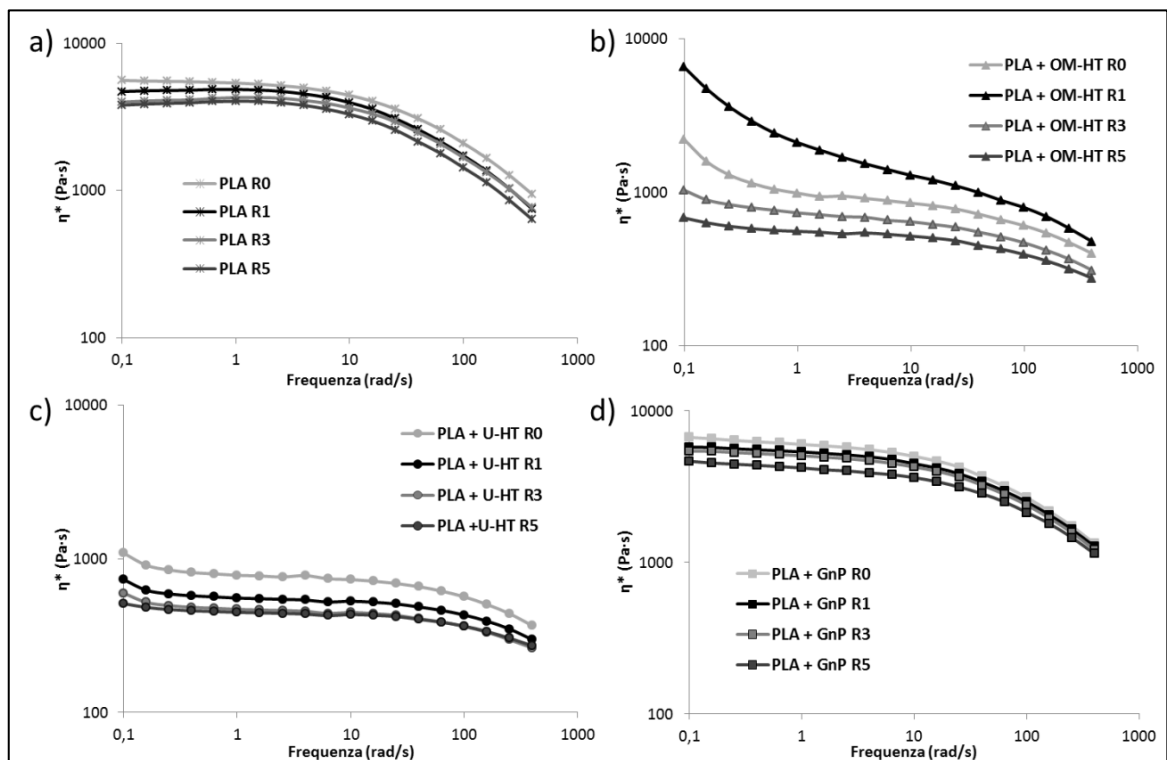 a)
10000
1000
100
η* (Pa·s)
PLA R0
PLA R1
PLA R3
PLA R5
0,1 1 10 100 1000
Frequenza (rad/s)
b)
10000
1000
100
η* (Pa·s)
PLA + OM-HT R0
PLA + OM-HT R1
PLA + OM-HT R3
PLA + OM-HT R5
0,1 1 10 100 1000
Frequenza (rad/s)
c)
10000
1000
100
η* (Pa·s)
PLA + U-HT R0
PLA + U-HT R1
PLA + U-HT R3
PLA +U-HT R5
0,1 1 10 100 1000
Frequenza (rad/s)
d)
10000
1000
100
η* (Pa·s)
PLA + GnP R0
PLA + GnP R1
PLA + GnP R3
PLA + GnP R5
0,1 1 10 100 1000
Frequenza (rad/s)